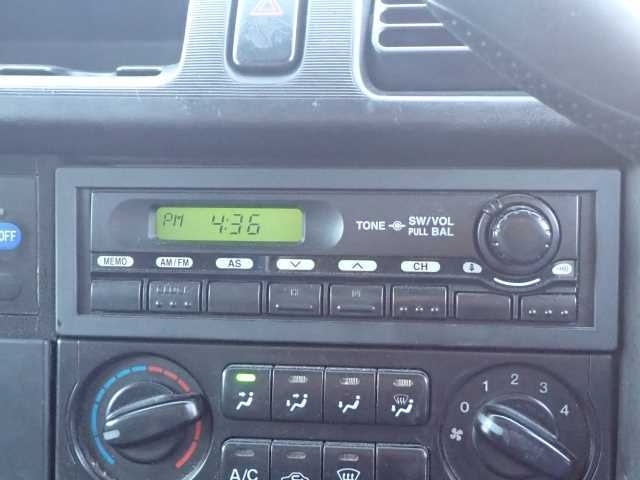 PM 4:36
TONE SW/VOL
PULL BAL
OFF
MEMO AM/FM AS CH
0 1 2 3 4
A/C